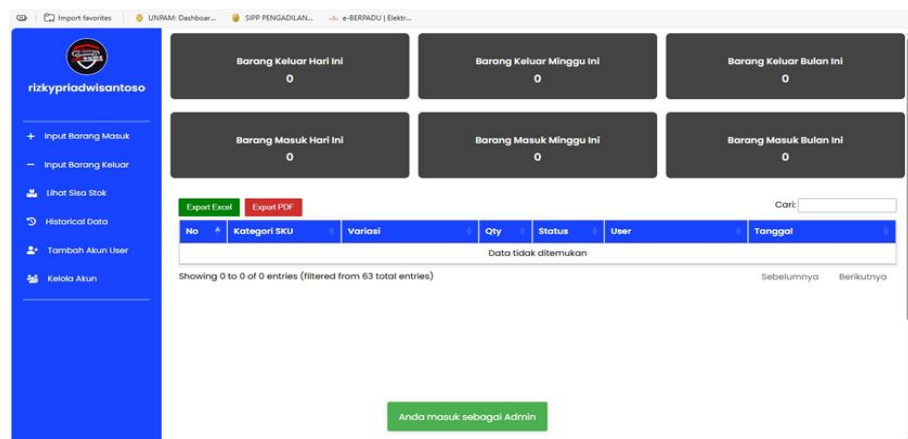 Import favorites
UNPAM: Dashboar...
SIPP PENGADILAN...
e-BERPADU | Elektr...
rizkypriadwisantoso
Input Barang Masuk
Input Barang Keluar
Lihat Sisa Stok
Historical Data
Tambah Akun User
Kelola Akun
Barang Keluar Hari Ini
0
Barang Keluar Minggu Ini
0
Barang Keluar Bulan Ini
0
Barang Masuk Hari Ini
0
Barang Masuk Minggu Ini
0
Barang Masuk Bulan Ini
0
Export Excel Export PDF Cari:
No Kategori SKU Variasi Qty Status User Tanggal
Data tidak ditemukan
Showing 0 to 0 of 0 entries (filtered from 63 total entries) Sebelumnya Berikutnya
Anda masuk sebagai Admin